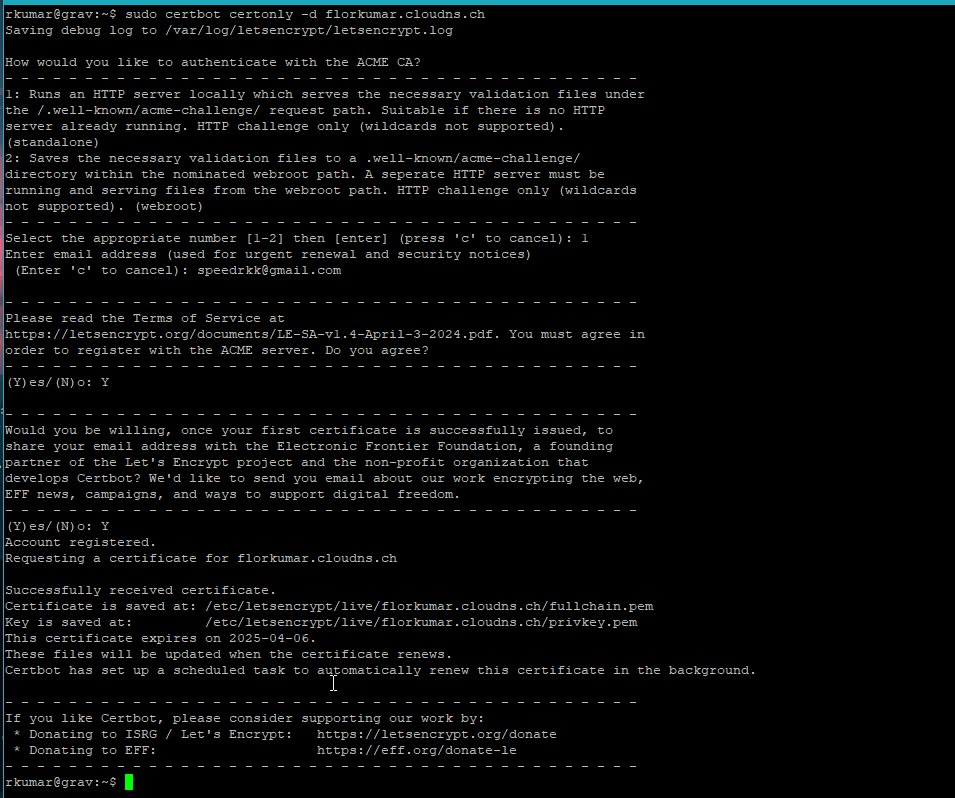 rkumar@grav:~$ sudo certbot certonly -d florkumar.cloudns.ch
Saving debug log to /var/log/letsencrypt/letsencrypt.log
How would you like to authenticate with the ACME CA?
- - - - - - - - - - - - - - - - - - - - - - - - - - - - - - - - - - - - - - - -
1: Runs an HTTP server locally which serves the necessary validation files under
the /.well-known/acme-challenge/ request path. Suitable if there is no HTTP
server already running. HTTP challenge only (wildcards not supported).
(standalone)
2: Saves the necessary validation files to a .well-known/acme-challenge/
directory within the nominated webroot path. A seperate HTTP server must be
running and serving files from the webroot path. HTTP challenge only (wildcards
not supported). (webroot)
- - - - - - - - - - - - - - - - - - - - - - - - - - - - - - - - - - - - - - - -
Select the appropriate number [1-2] then [enter] (press 'c' to cancel): 1
Enter email address (used for urgent renewal and security notices)
 (Enter 'c' to cancel): speedrkk@gmail.com
- - - - - - - - - - - - - - - - - - - - - - - - - - - - - - - - - - - - - - - -
Please read the Terms of Service at
https://letsencrypt.org/documents/LE-SA-v1.4-April-3-2024.pdf. You must agree in
order to register with the ACME server. Do you agree?
- - - - - - - - - - - - - - - - - - - - - - - - - - - - - - - - - - - - - - - -
(Y)es/(N)o: Y
- - - - - - - - - - - - - - - - - - - - - - - - - - - - - - - - - - - - - - - -
Would you be willing, once your first certificate is successfully issued, to
share your email address with the Electronic Frontier Foundation, a founding
partner of the Let's Encrypt project and the non-profit organization that
develops Certbot? We'd like to send you email about our work encrypting the web,
EFF news, campaigns, and ways to support digital freedom.
- - - - - - - - - - - - - - - - - - - - - - - - - - - - - - - - - - - - - - - -
(Y)es/(N)o: Y
Account registered.
Requesting a certificate for florkumar.cloudns.ch
Successfully received certificate.
Certificate is saved at: /etc/letsencrypt/live/florkumar.cloudns.ch/fullchain.pem
Key is saved at:         /etc/letsencrypt/live/florkumar.cloudns.ch/privkey.pem
This certificate expires on 2025-04-06.
These files will be updated when the certificate renews.
Certbot has set up a scheduled task to automatically renew this certificate in the background.
- - - - - - - - - - - - - - - - - - - - - - - - - - - - - - - - - - - - - - - -
If you like Certbot, please consider supporting our work by:
 * Donating to ISRG / Let's Encrypt:   https://letsencrypt.org/donate
 * Donating to EFF:                    https://eff.org/donate-le
- - - - - - - - - - - - - - - - - - - - - - - - - - - - - - - - - - - - - - - -
rkumar@grav:~$